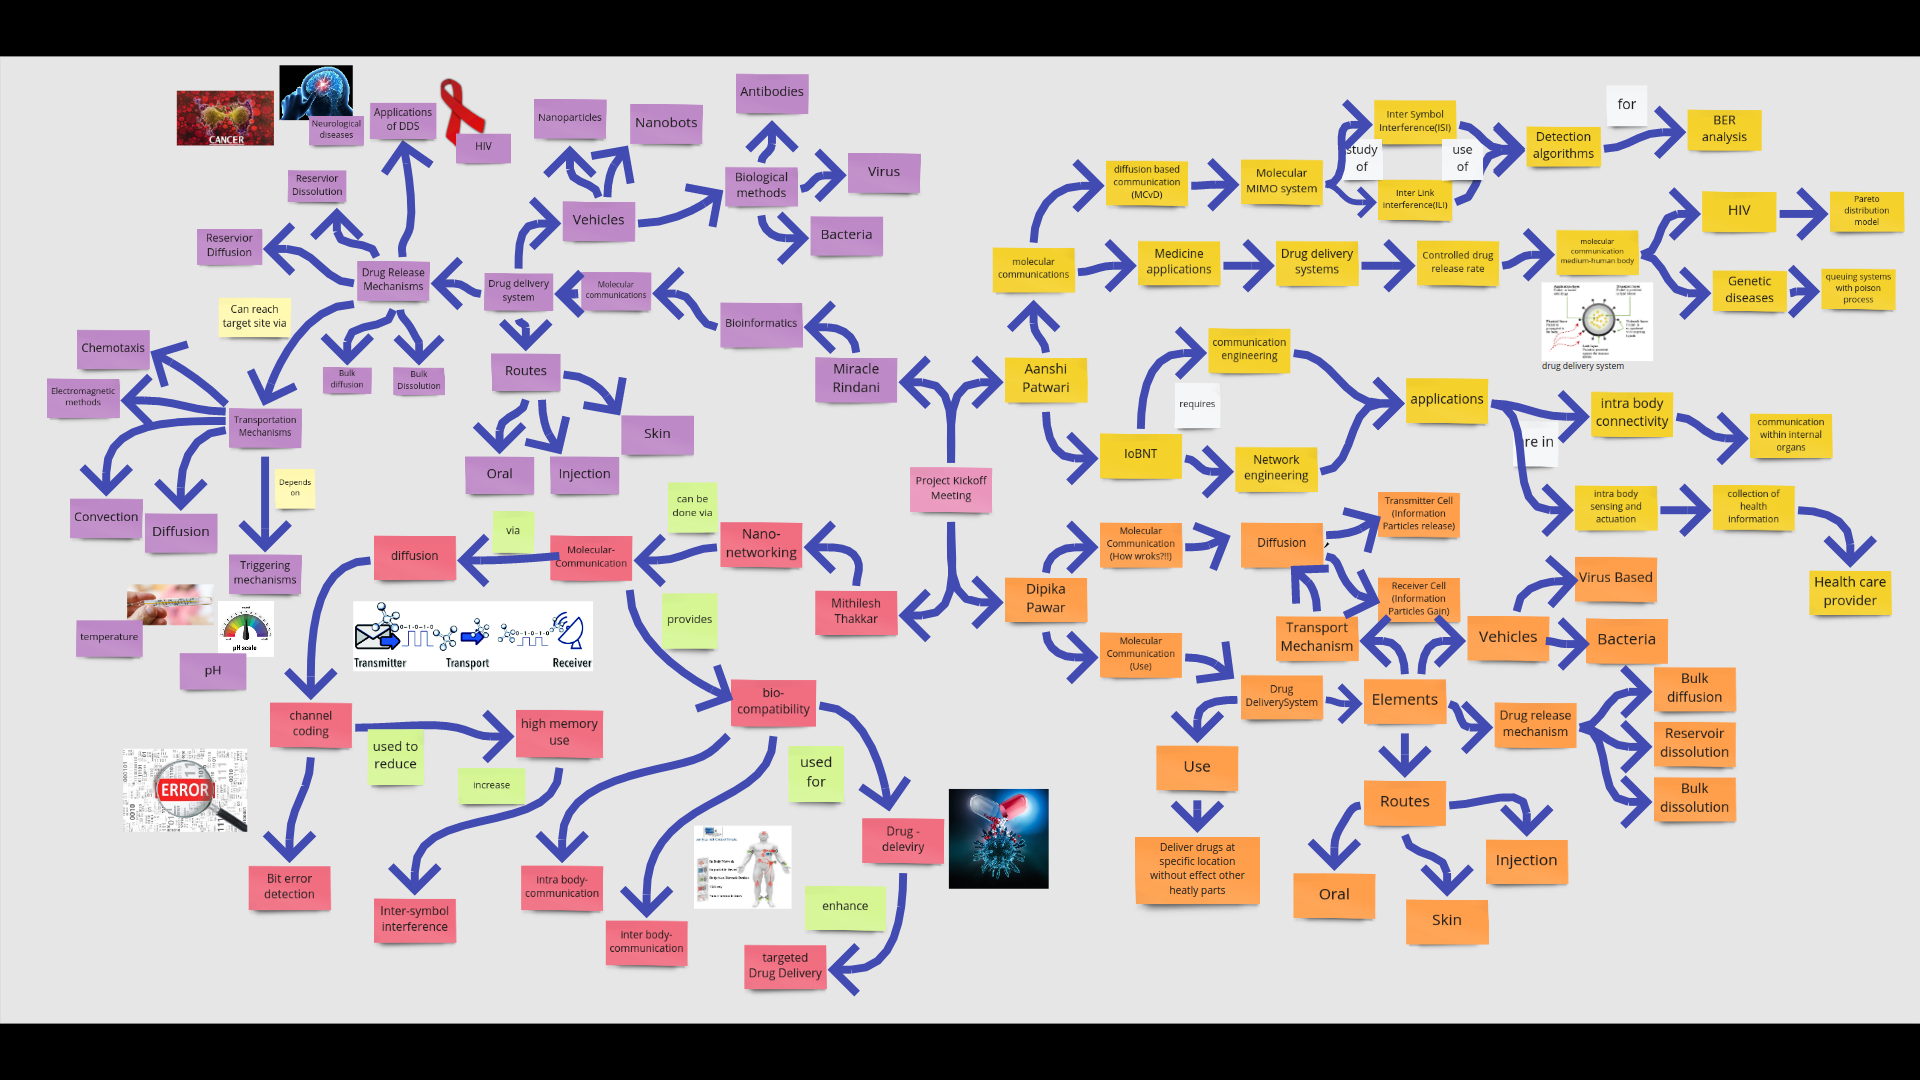 CANCER
Neurological
diseases
Applications
of DDS
HIV
Nanoparticles
Nanobots
Antibodies
Reservior
Dissolution
Vehicles
Biological
methods
Virus
Bacteria
Reservior
Diffusion
Drug Release
Mechanisms
Drug delivery
system
Molecular
communications
Bioinformatics
Miracle
Rindani
Can reach
target site via
Chemotaxis
Electromagnetic
methods
Bulk
diffusion
Bulk
Dissolution
Routes
Skin
Oral
Injection
Transportation
Mechanisms
Depends
on
Convection
Diffusion
Triggering
mechanisms
temperature
pH
pH scale
Project Kickoff
Meeting
Aanshi
Patwari
molecular
communications
diffusion based
communication
(MCvD)
Molecular
MIMO system
study
of
Inter Symbol
Interference(ISI)
Inter Link
interference(ILI)
use
of
Detection
algorithms
for
BER
analysis
Medicine
applications
Drug delivery
systems
Controlled drug
release rate
molecular
communication
medium-human body
HIV
Pareto
distribution
model
Genetic
diseases
queuing systems
with poison
process
drug delivery system
IoBNT
requires
communication
engineering
Network
engineering
applications
re in
intra body
connectivity
communication
within internal
organs
intra body
sensing and
actuation
collection of
health
information
Health care
provider
Mithilesh
Thakkar
Nano-
networking
can be
done via
Molecular-
Communication
via
diffusion
provides
Transmitter
Transport
Receiver
channel
coding
used to
reduce
high memory
use
increase
ERROR
Bit error
detection
Inter-symbol
interference
bio-
compatibility
used
for
intra body-
communication
Inter body-
communication
Drug -
deleviry
enhance
targeted
Drug Delivery
Dipika
Pawar
Molecular
Communication
(How wroks?!!)
Diffusion
Transmitter Cell
(Information
Particles release)
Receiver Cell
(Information
Particles Gain)
Molecular
Communication
(Use)
Drug
DeliverySystem
Use
Deliver drugs at
specific location
without effect other
heatly parts
Elements
Transport
Mechanism
Vehicles
Virus Based
Bacteria
Drug release
mechanism
Bulk
diffusion
Reservoir
dissolution
Bulk
dissolution
Routes
Oral
Skin
Injection